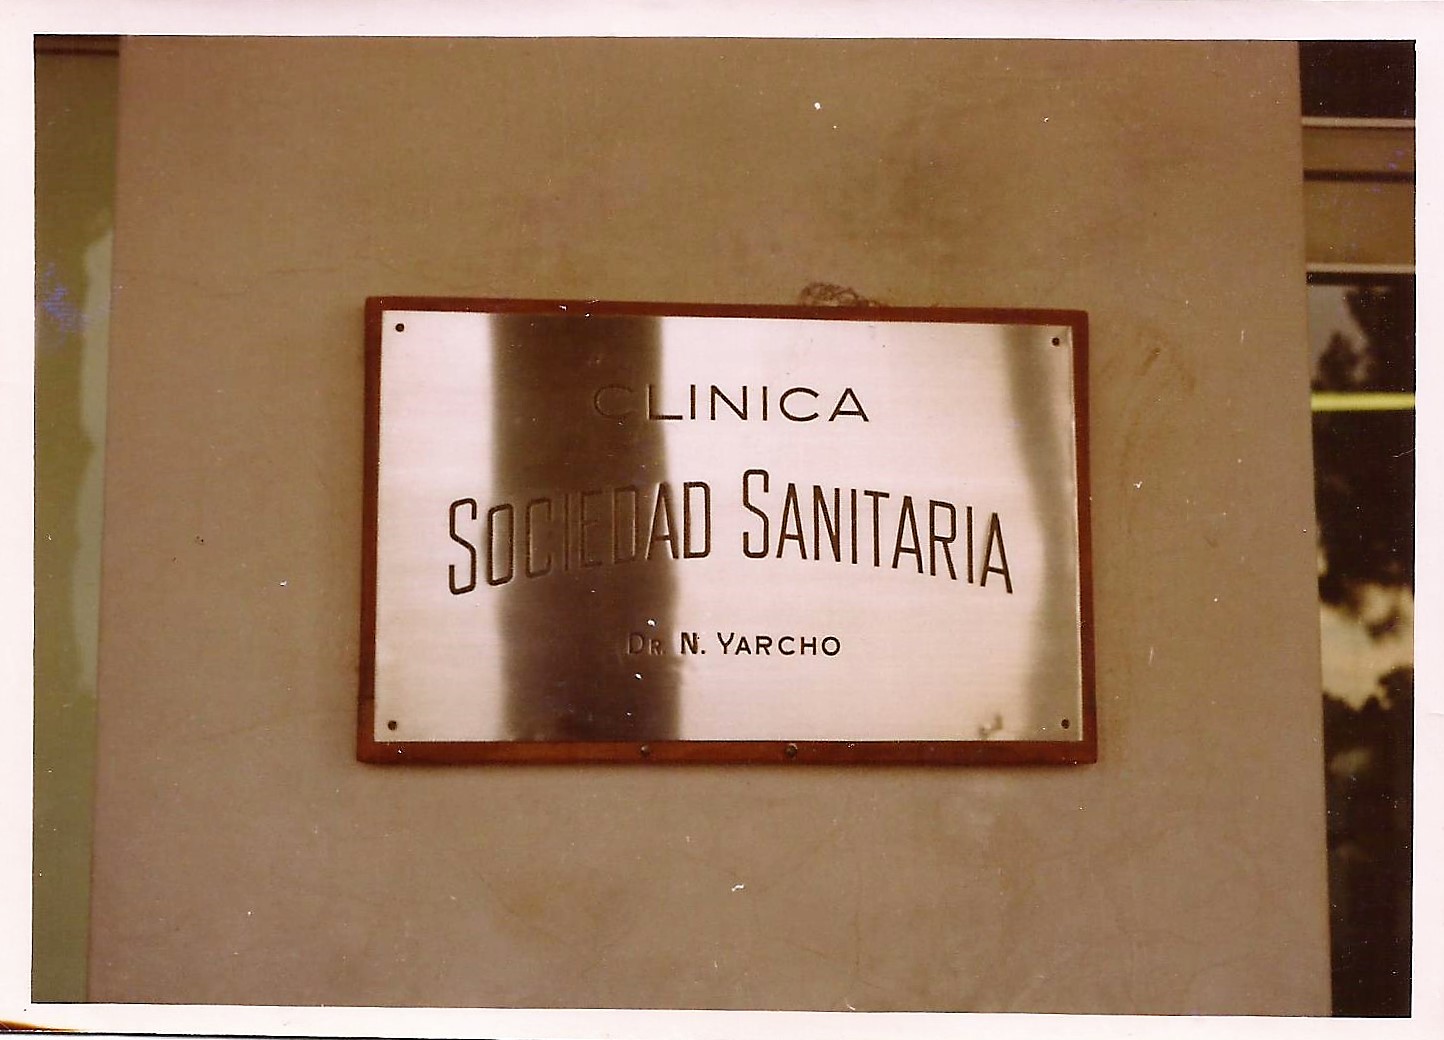 CLINICA
SOCIEDAD SANITARIA
DR. N. YARCHO